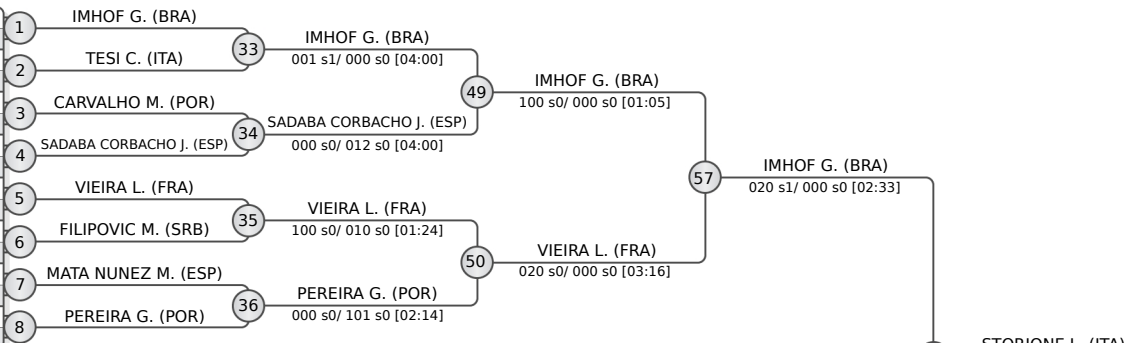 1
IMHOF G. (BRA)
2
TESI C. (ITA)
33
IMHOF G. (BRA)
001 s1/ 000 s0 [04:00]
3
CARVALHO M. (POR)
4
SADABA CORBACHO J. (ESP)
34
SADABA CORBACHO J. (ESP)
000 s0/ 012 s0 [04:00]
49
IMHOF G. (BRA)
100 s0/ 000 s0 [01:05]
5
VIEIRA L. (FRA)
6
FILIPOVIC M. (SRB)
35
VIEIRA L. (FRA)
100 s0/ 010 s0 [01:24]
7
MATA NUNEZ M. (ESP)
8
PEREIRA G. (POR)
36
PEREIRA G. (POR)
000 s0/ 101 s0 [02:14]
50
VIEIRA L. (FRA)
020 s0/ 000 s0 [03:16]
57
IMHOF G. (BRA)
020 s1/ 000 s0 [02:33]